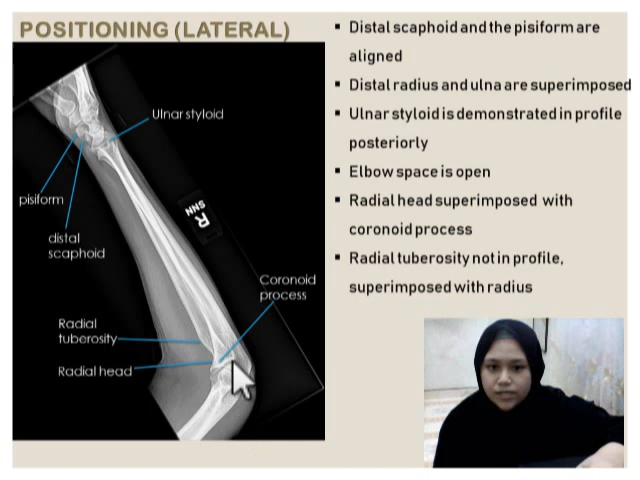 POSITIONING (LATERAL)
Ulnar styloid
pisiform
distal
scaphoid
R
SNN
Coronoid
process
Radial
tuberosity
Radial head
▪ Distal scaphoid and the pisiform are
aligned
▪ Distal radius and ulna are superimposed
▪ Ulnar styloid is demonstrated in profile
posteriorly
▪ Elbow space is open
▪ Radial head superimposed with
coronoid process
▪ Radial tuberosity not in profile,
superimposed with radius